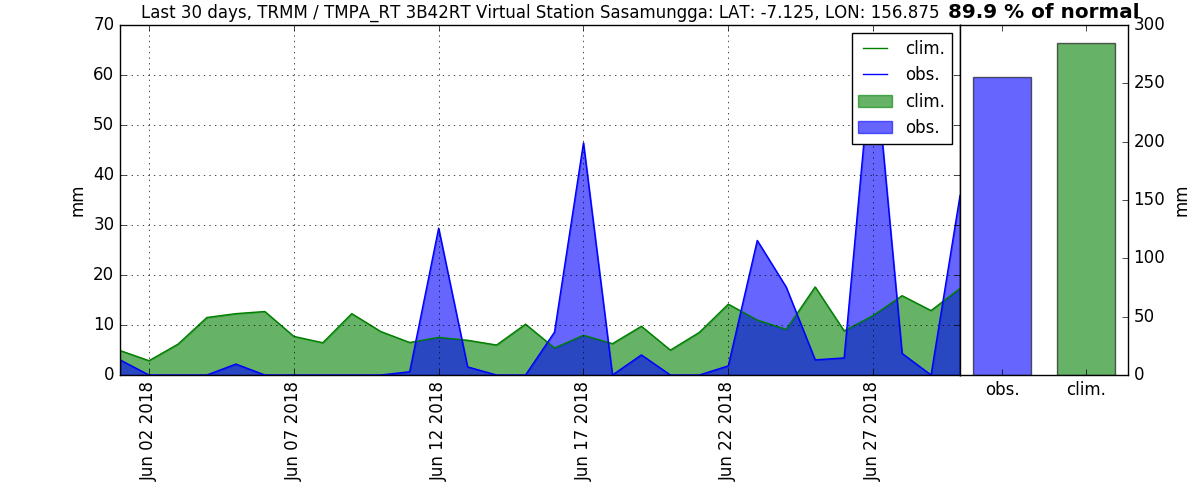 Last 30 days, TRMM / TMPA_RT 3B42RT Virtual Station Sasamungga: LAT: -7.125, LON: 156.875
89.9 % of normal
70
60
50
40
30
20
10
0
mm
clim.
obs.
clim.
obs.
Jun 02 2018
Jun 07 2018
Jun 12 2018
Jun 17 2018
Jun 22 2018
Jun 27 2018
300
250
200
150
100
50
0
mm
obs.
clim.